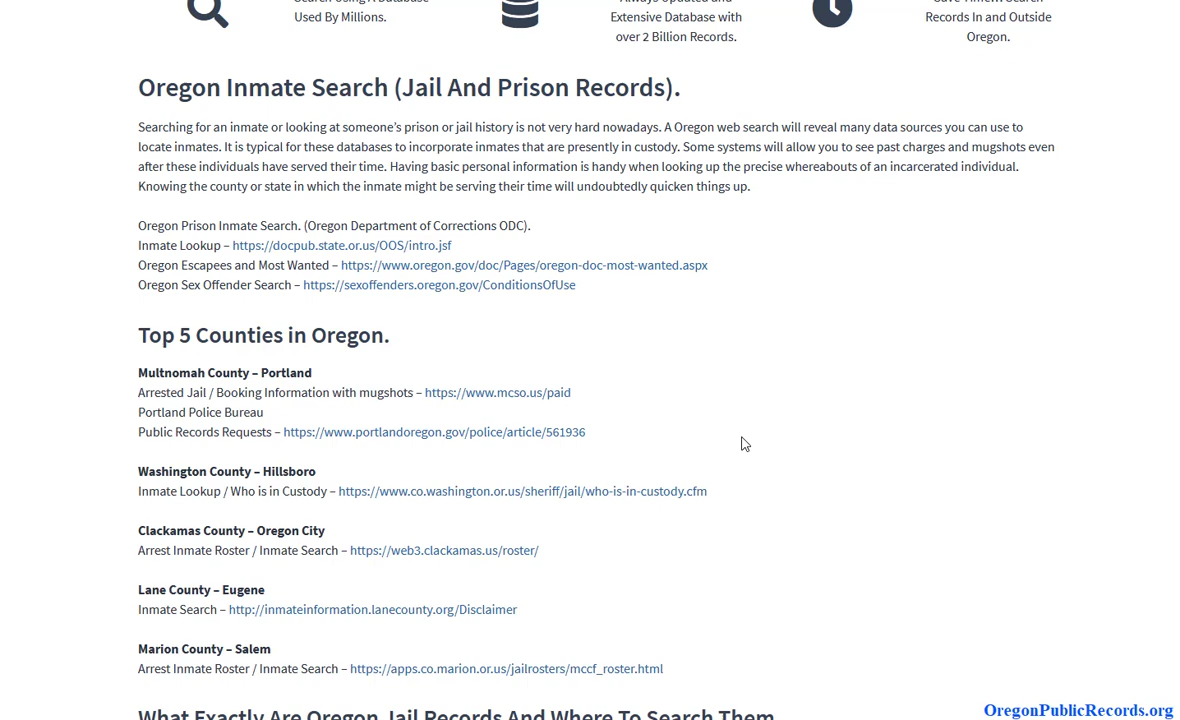 Search Using A Database
Used By Millions.
Always Updated and
Extensive Database with
over 2 Billion Records.
Records In and Outside
Oregon.
Oregon Inmate Search (Jail And Prison Records).
Searching for an inmate or looking at someone’s prison or jail history is not very hard nowadays. A Oregon web search will reveal many data sources you can use to
locate inmates. It is typical for these databases to incorporate inmates that are presently in custody. Some systems will allow you to see past charges and mugshots even
after these individuals have served their time. Having basic personal information is handy when looking up the precise whereabouts of an incarcerated individual.
Knowing the county or state in which the inmate might be serving their time will undoubtedly quicken things up.
Oregon Prison Inmate Search. (Oregon Department of Corrections ODC).
Inmate Lookup – https://docpub.state.or.us/OOS/intro.jsf
Oregon Escapees and Most Wanted – https://www.oregon.gov/doc/Pages/oregon-doc-most-wanted.aspx
Oregon Sex Offender Search – https://sexoffenders.oregon.gov/ConditionsOfUse
Top 5 Counties in Oregon.
Multnomah County – Portland
Arrested Jail / Booking Information with mugshots – https://www.mcso.us/paid
Portland Police Bureau
Public Records Requests – https://www.portlandoregon.gov/police/article/561936
Washington County – Hillsboro
Inmate Lookup / Who is in Custody – https://www.co.washington.or.us/sheriff/jail/who-is-in-custody.cfm
Clackamas County – Oregon City
Arrest Inmate Roster / Inmate Search – https://web3.clackamas.us/roster/
Lane County – Eugene
Inmate Search – http://inmateinformation.lanecounty.org/Disclaimer
Marion County – Salem
Arrest Inmate Roster / Inmate Search – https://apps.co.marion.or.us/jailrosters/mccf_roster.html
What Exactly Are Oregon Jail Records And Where To Search Them
OregonPublicRecords.org